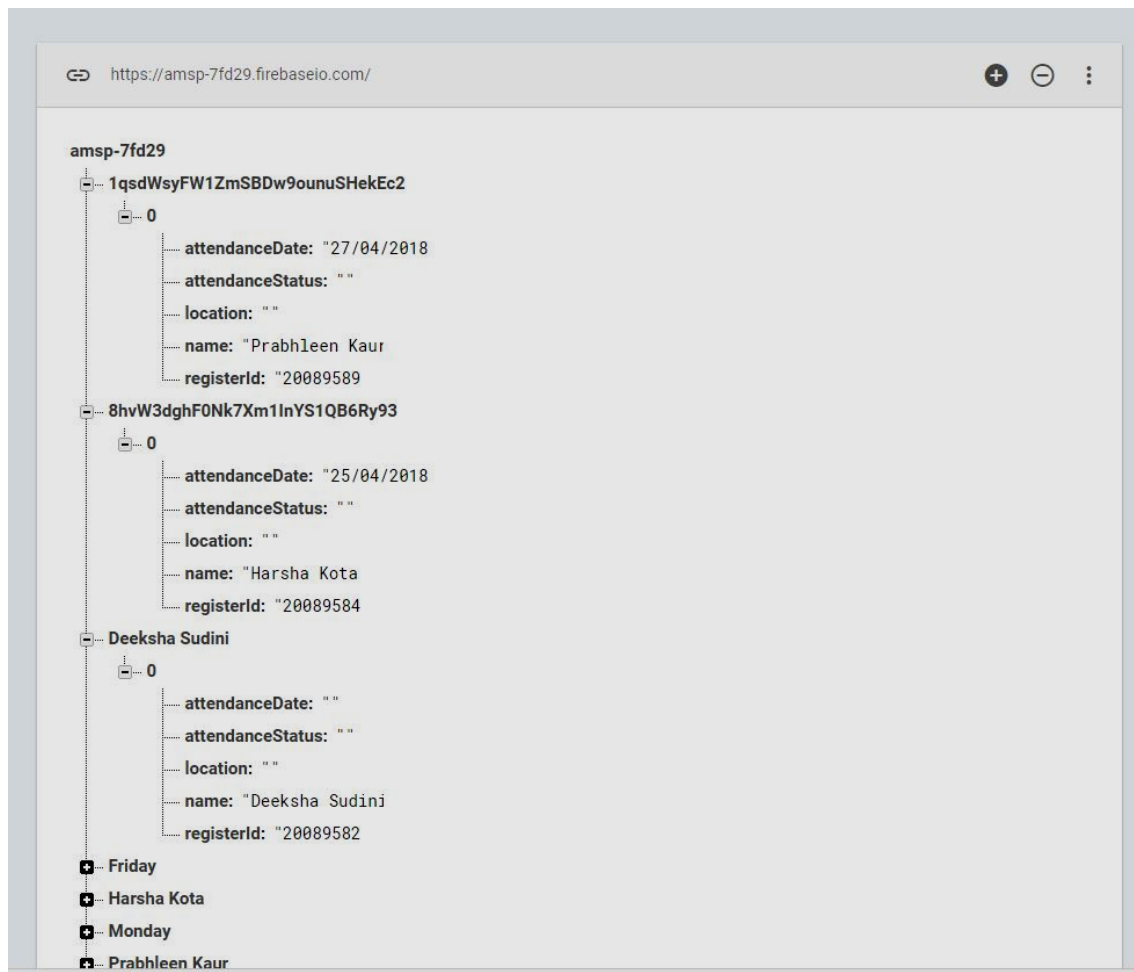 https://amsp-7fd29.firebaseio.com/
amsp-7fd29
1qsdWsyFW1ZmSBDw9ounuSHekEc2
0
attendanceDate: "27/04/2018
attendanceStatus: ""
location: ""
name: "Prabhleen Kaur
registerId: "20089589
8hvW3dghF0Nk7Xm1InYS1QB6Ry93
0
attendanceDate: "25/04/2018
attendanceStatus: ""
location: ""
name: "Harsha Kota
registerId: "20089584
Deeksha Sudini
0
attendanceDate: ""
attendanceStatus: ""
location: ""
name: "Deeksha Sudini
registerId: "20089582
Friday
Harsha Kota
Monday
Prabhleen Kaur